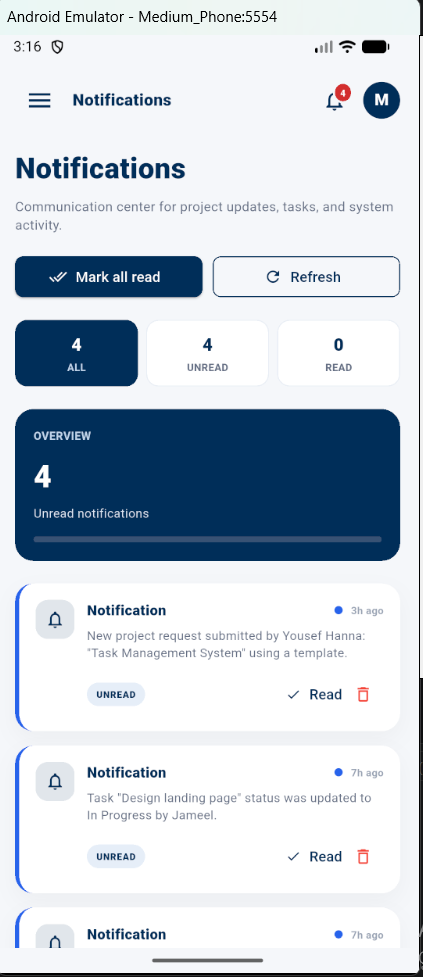 Android Emulator - Medium_Phone:5554
3:16
Notifications
4
M
Notifications
Communication center for project updates, tasks, and system
activity.
Mark all read
Refresh
4
ALL
4
UNREAD
0
READ
OVERVIEW
4
Unread notifications
Notification
3h ago
New project request submitted by Yousef Hanna:
"Task Management System" using a template.
UNREAD
Read
Notification
7h ago
Task "Design landing page" status was updated to
In Progress by Jameel.
UNREAD
Read
Notification
7h ago